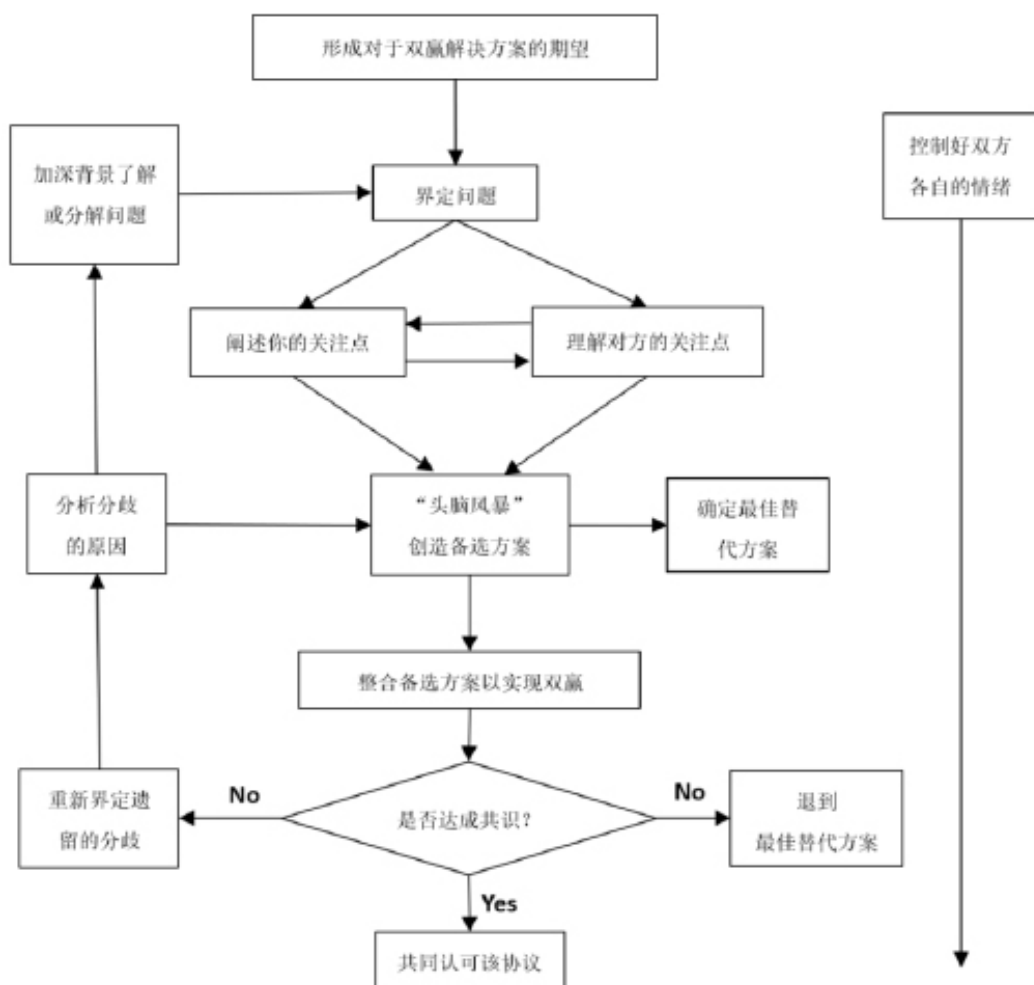 形成对于双赢解决方案的期望
加深背景了解
或分解问题
界定问题
控制好双方
各自的情绪
阐述你的关注点
理解对方的关注点
分析分歧
的原因
“头脑风暴”
创造备选方案
确定最佳替
代方案
整合备选方案以实现双赢
重新界定遗
留的分歧
No
是否达成共识？
No
退到
最佳替代方案
Yes
共同认可该协议